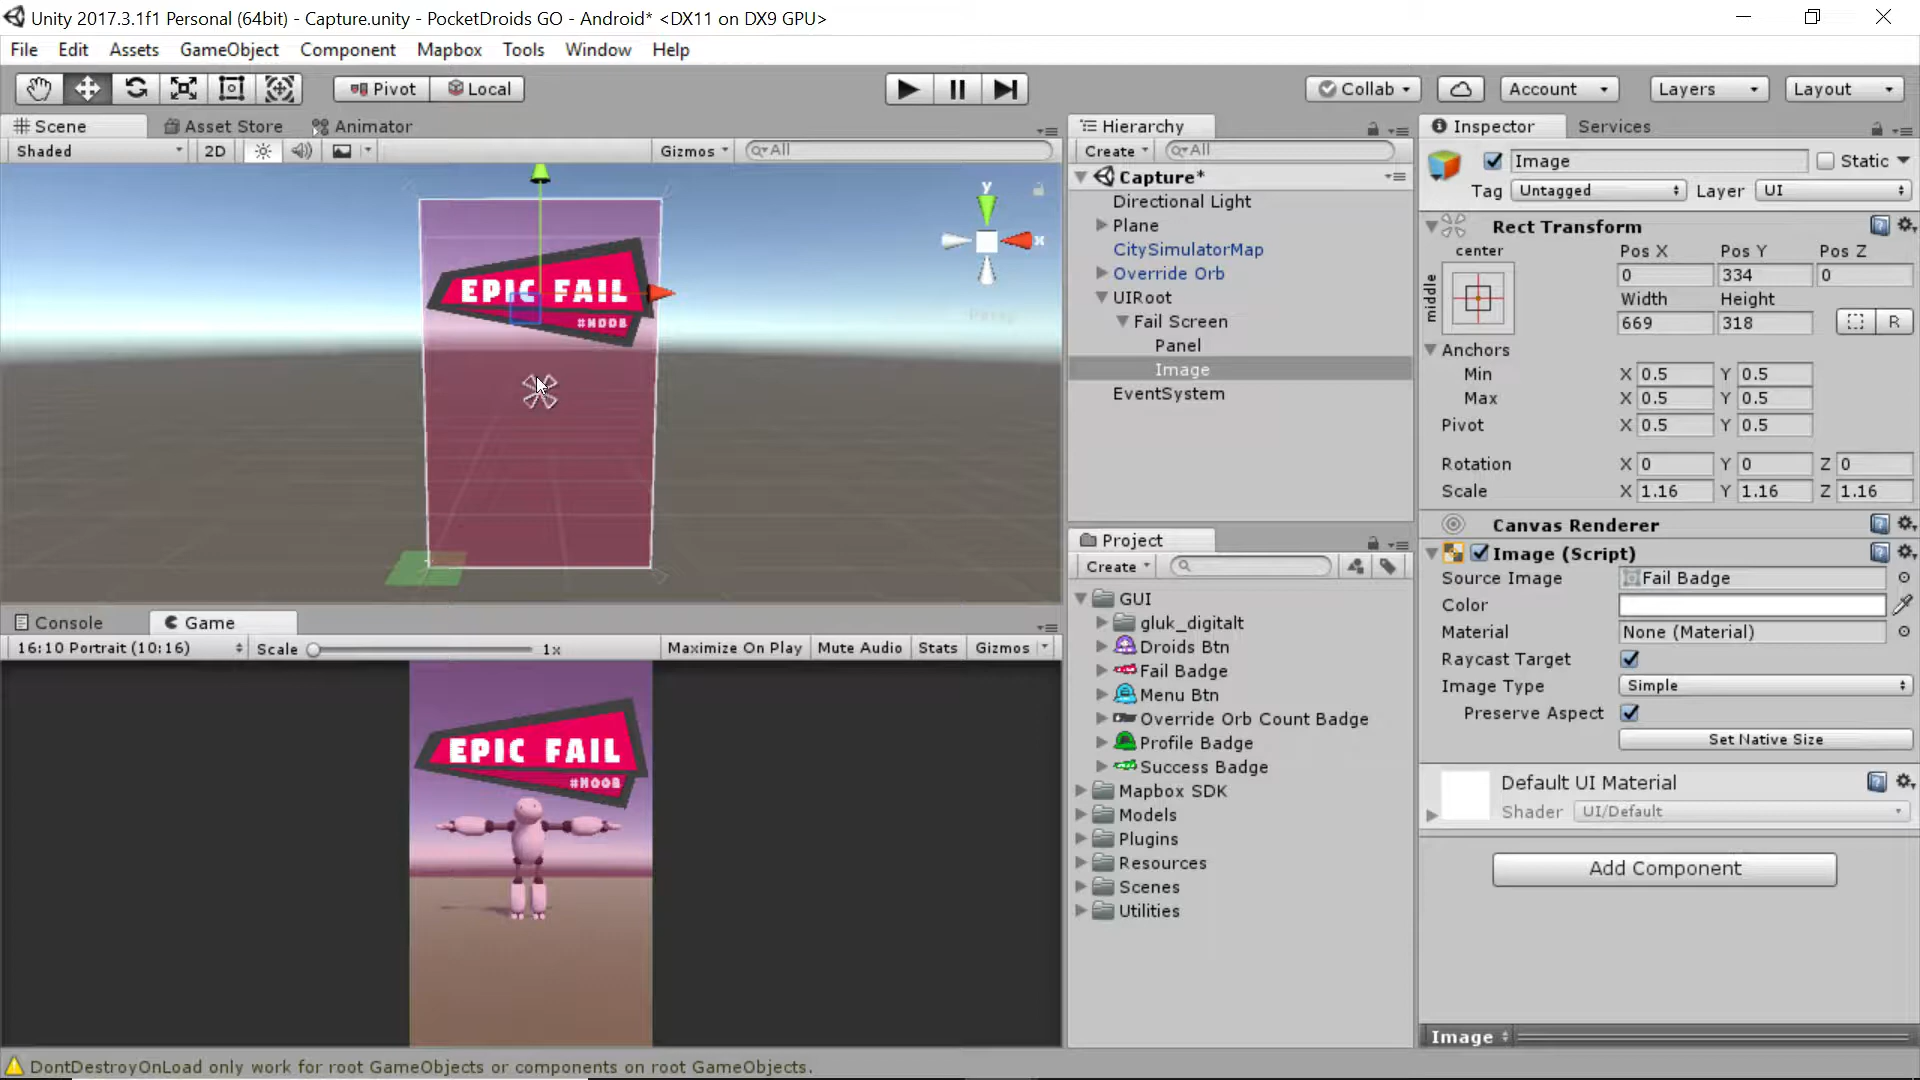 Unity 2017.3.1f1 Personal (64bit) - Capture.unity - PocketDroids GO - Android* <DX11 on DX9 GPU>
File Edit Assets GameObject Component Mapbox Tools Window Help
Pivot Local Collab Account Layers Layout
Scene Asset Store Animator
Shaded 2D Gizmos All
y
x
Persp
EPIC FAIL
#NOOB
Console Game
16:10 Portrait (10:16) Scale 1x Maximize On Play Mute Audio Stats Gizmos
EPIC FAIL
#NOOB
Hierarchy
Create All
Capture*
Directional Light
Plane
CitySimulatorMap
Override Orb
UIRoot
Fail Screen
Panel
Image
EventSystem
Project
Create
GUI
gluk_digitalt
Droids Btn
Fail Badge
Menu Btn
Override Orb Count Badge
Profile Badge
Success Badge
Mapbox SDK
Models
Plugins
Resources
Scenes
Utilities
Inspector Services
Image Static
Tag Untagged Layer UI
Rect Transform
center Pos X Pos Y Pos Z
middle 0 334 0
Width Height
669 318 R
Anchors
Min X 0.5 Y 0.5
Max X 0.5 Y 0.5
Pivot X 0.5 Y 0.5
Rotation X 0 Y 0 Z 0
Scale X 1.16 Y 1.16 Z 1.16
Canvas Renderer
Image (Script)
Source Image Fail Badge
Color
Material None (Material)
Raycast Target
Image Type Simple
Preserve Aspect
Set Native Size
Default UI Material
Shader UI/Default
Add Component
Image
DontDestroyOnLoad only work for root GameObjects or components on root GameObjects.